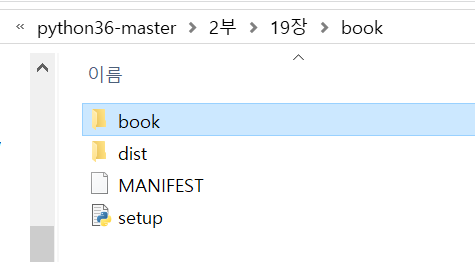 « python36-master > 2부 > 19장 > book
이름
book
dist
MANIFEST
setup